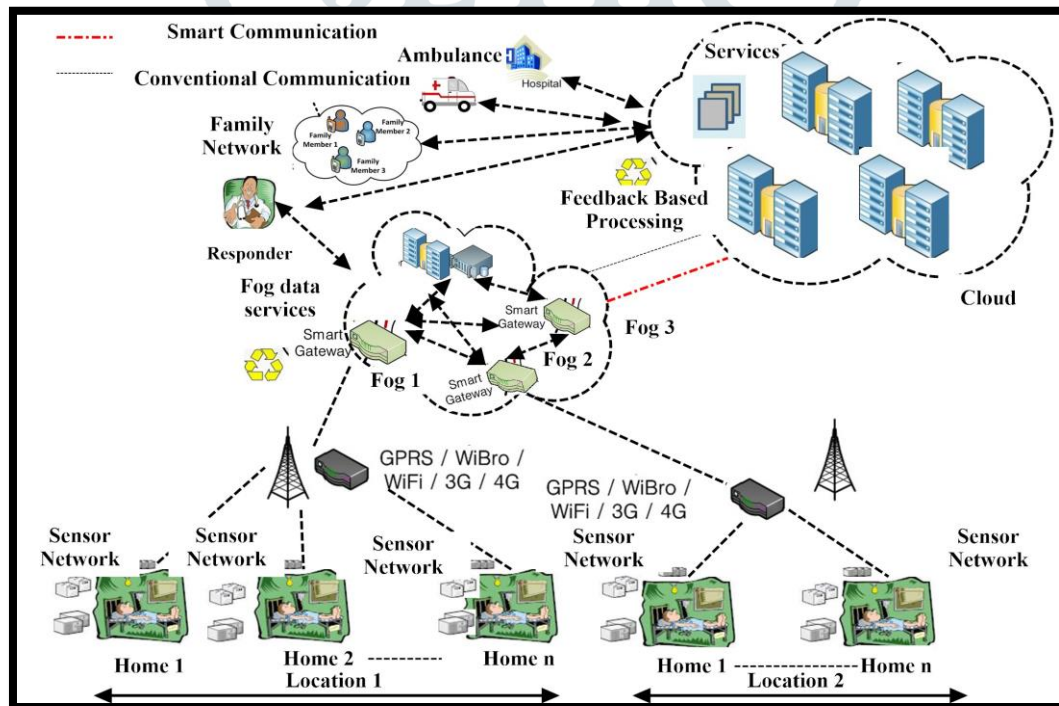 Smart Communication
Conventional Communication
Ambulance
Hospital
Services
Family
Network
Family
Member 1
Family
Member 2
Family
Member 3
Feedback Based
Processing
Responder
Cloud
Fog data
services
Smart
Gateway
Fog 1
Smart
Gateway
Fog 2
Smart
Gateway
Fog 3
GPRS / WiBro /
WiFi / 3G / 4G
GPRS / WiBro /
WiFi / 3G / 4G
Sensor
Network
Sensor
Network
Sensor
Network
Sensor
Network
Sensor
Network
Home 1
Home 2
Home n
Home 1
Home n
Location 1
Location 2